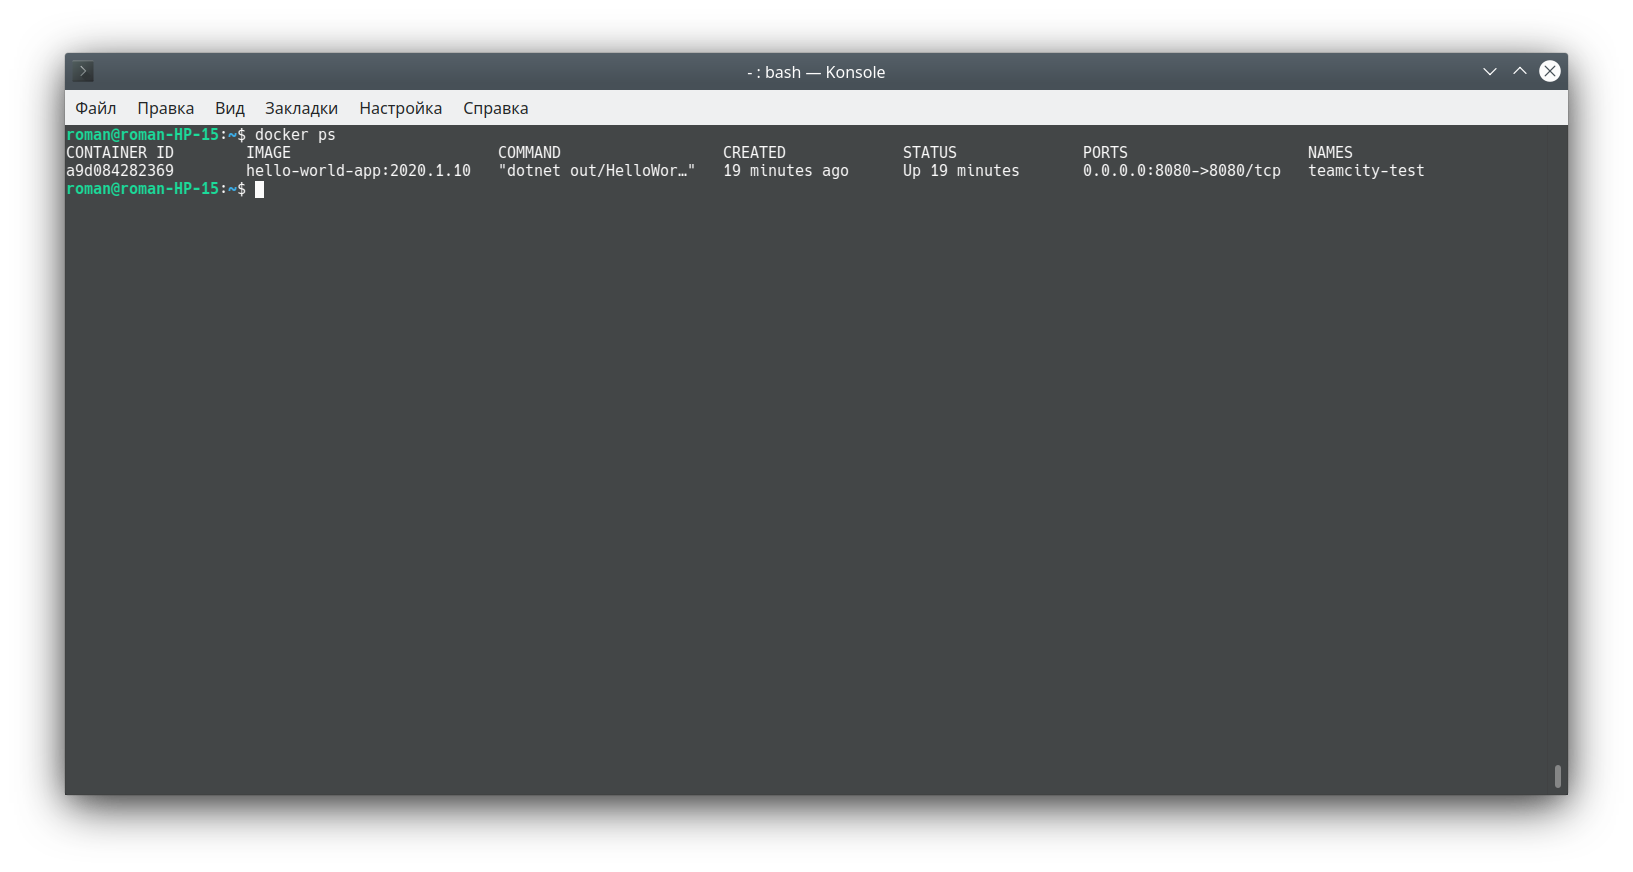 - : bash — Konsole
Файл Правка Вид Закладки Настройка Справка
roman@roman-HP-15:~$ docker ps
CONTAINER ID IMAGE COMMAND CREATED STATUS PORTS NAMES
a9d084282369 hello-world-app:2020.1.10 "dotnet out/HelloWor…" 19 minutes ago Up 19 minutes 0.0.0.0:8080->8080/tcp teamcity-test
roman@roman-HP-15:~$